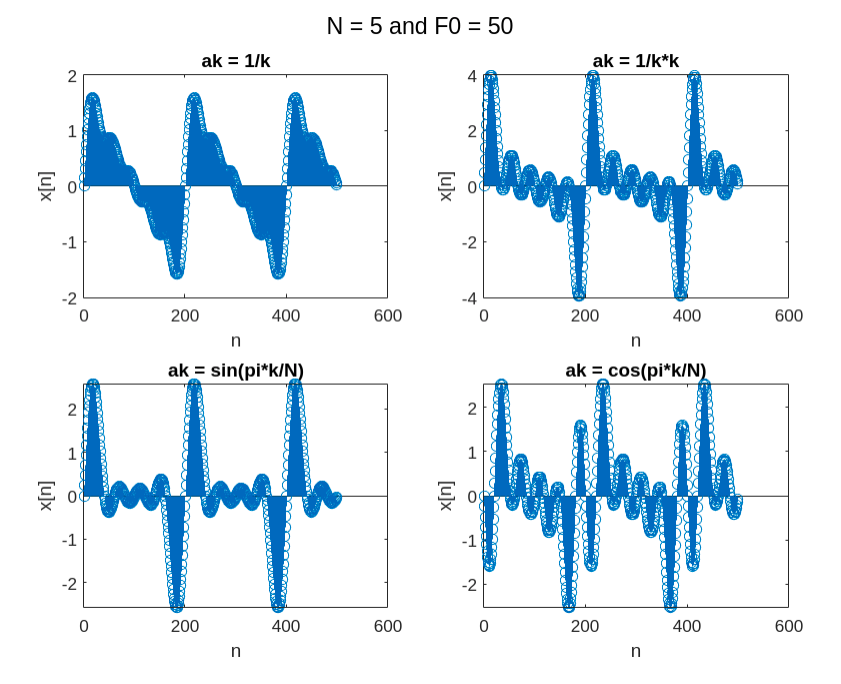 N = 5 and F0 = 50
ak = 1/k
2
1
0
-1
-2
x[n]
0 200 400 600
n
ak = 1/k*k
4
2
0
-2
-4
x[n]
0 200 400 600
n
ak = sin(pi*k/N)
2
1
0
-1
-2
x[n]
0 200 400 600
n
ak = cos(pi*k/N)
2
1
0
-1
-2
x[n]
0 200 400 600
n